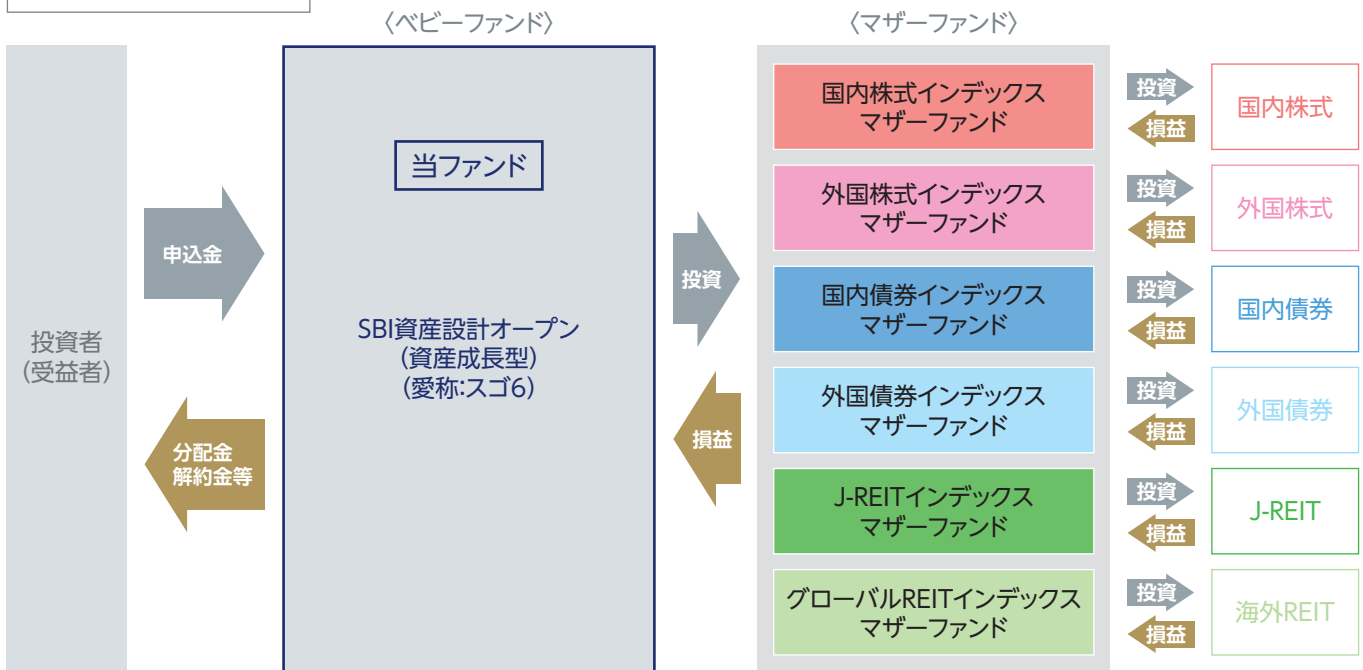 〈ベビーファンド〉
〈マザーファンド〉
投資者
(受益者)
申込金
分配金
解約金等
当ファンド
SBI資産設計オープン
(資産成長型)
(愛称:スゴ6)
投資
損益
国内株式インデックス
マザーファンド
投資
損益
国内株式
外国株式インデックス
マザーファンド
投資
損益
外国株式
国内債券インデックス
マザーファンド
投資
損益
国内債券
外国債券インデックス
マザーファンド
投資
損益
外国債券
J-REITインデックス
マザーファンド
投資
損益
J-REIT
グローバルREITインデックス
マザーファンド
投資
損益
海外REIT